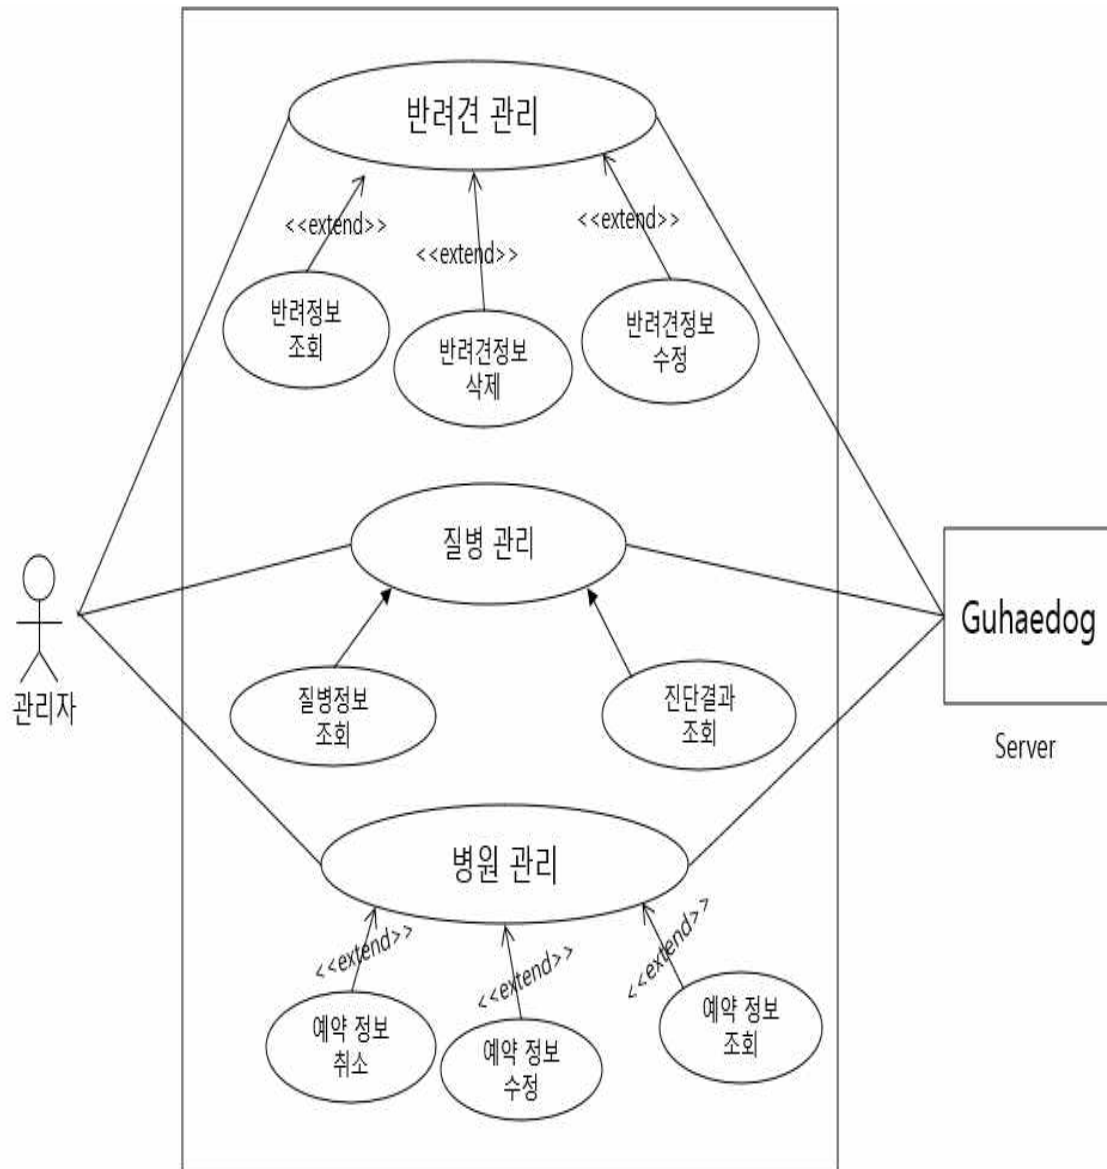 반려견 관리
<<extend>>
<<extend>>
<<extend>>
반려정보
조회
반려견정보
삭제
반려견정보
수정
질병 관리
관리자
Guhaedog
Server
질병정보
조회
진단결과
조회
병원 관리
<<extend>>
<<extend>>
<<extend>>
예약 정보
취소
예약 정보
수정
예약 정보
조회